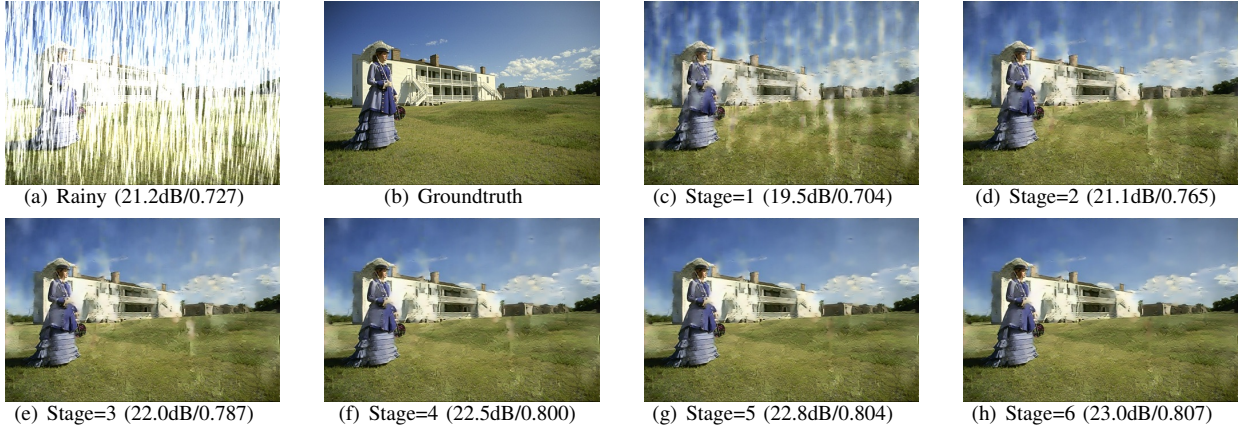 (a) Rainy (21.2dB/0.727)
(b) Groundtruth
(c) Stage=1 (19.5dB/0.704)
(d) Stage=2 (21.1dB/0.765)
(e) Stage=3 (22.0dB/0.787)
(f) Stage=4 (22.5dB/0.800)
(g) Stage=5 (22.8dB/0.804)
(h) Stage=6 (23.0dB/0.807)